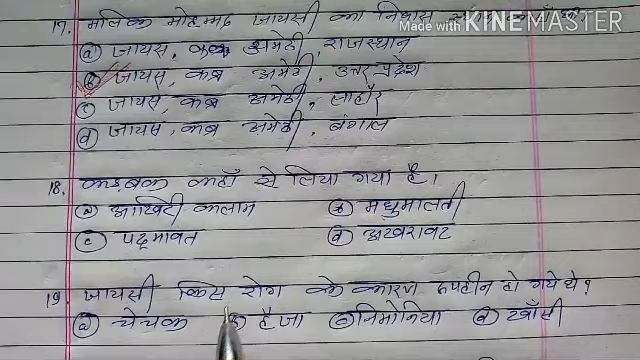 Made with KINEMASTER
17. मलिक मोहम्मद जायसी का निवास
(a) जायस, कब्र अमेठी, राजस्थान
(b) जायस, कब्र अमेठी, उत्तर प्रदेश
(c) जायस, कब्र अमेठी, लाहौर
(d) जायस, कब्र अमेठी, बंगाल
18. कड़बक कहाँ से लिया गया है।
(a) आखिरी कलाम (b) मधुमालती
(c) पद्मावत (d) अखरावट
19. जायसी किस रोग के कारण रुपहीन हो गये थे?
(a) चेचक (b) हैजा (c) निमोनिया (d) खाँसी